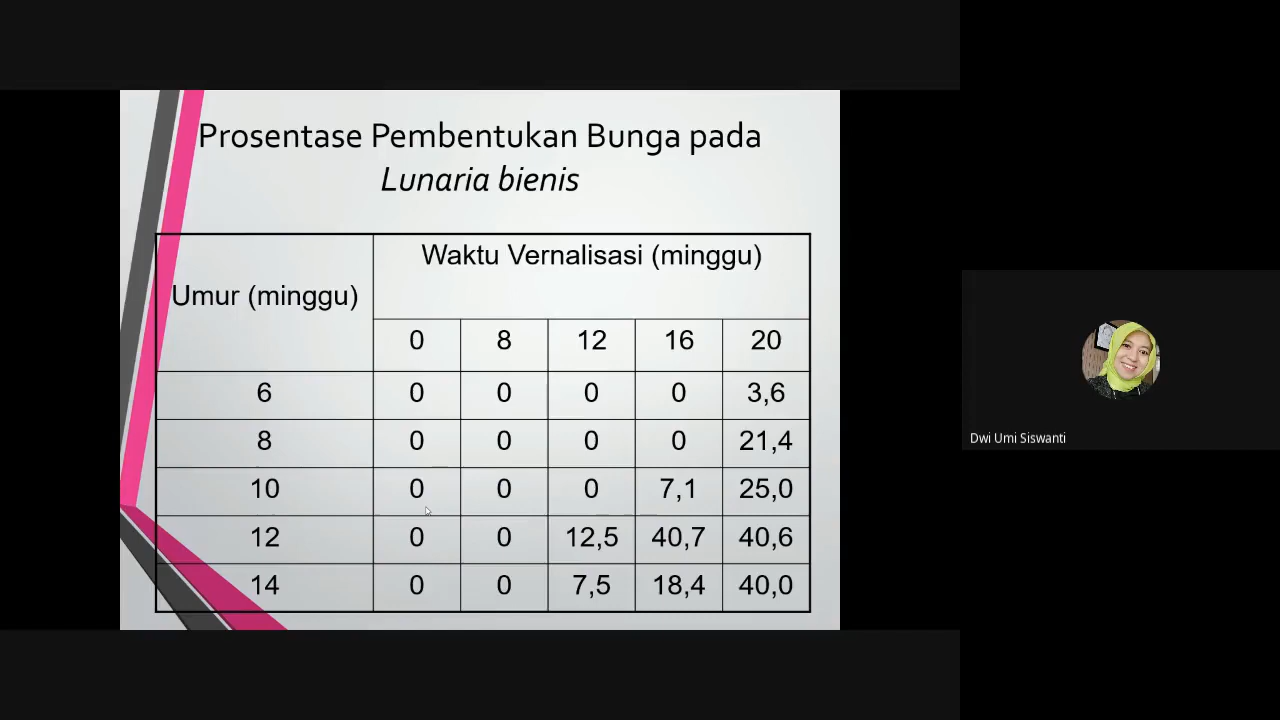 Prosentase Pembentukan Bunga pada
Lunaria bienis
Waktu Vernalisasi (minggu)
Umur (minggu)
0 8 12 16 20
6 0 0 0 0 3,6
8 0 0 0 0 21,4
10 0 0 0 7,1 25,0
12 0 0 12,5 40,7 40,6
14 0 0 7,5 18,4 40,0
Dwi Umi Siswanti